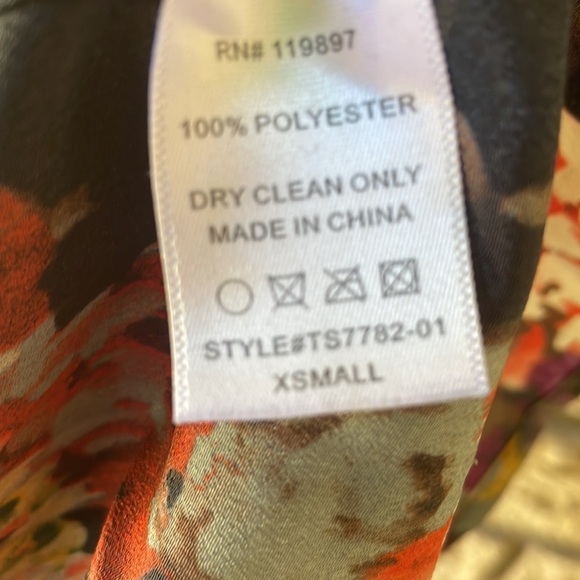 RN# 119897
100% POLYESTER
DRY CLEAN ONLY
MADE IN CHINA
STYLE#TS7782-01
XSMALL